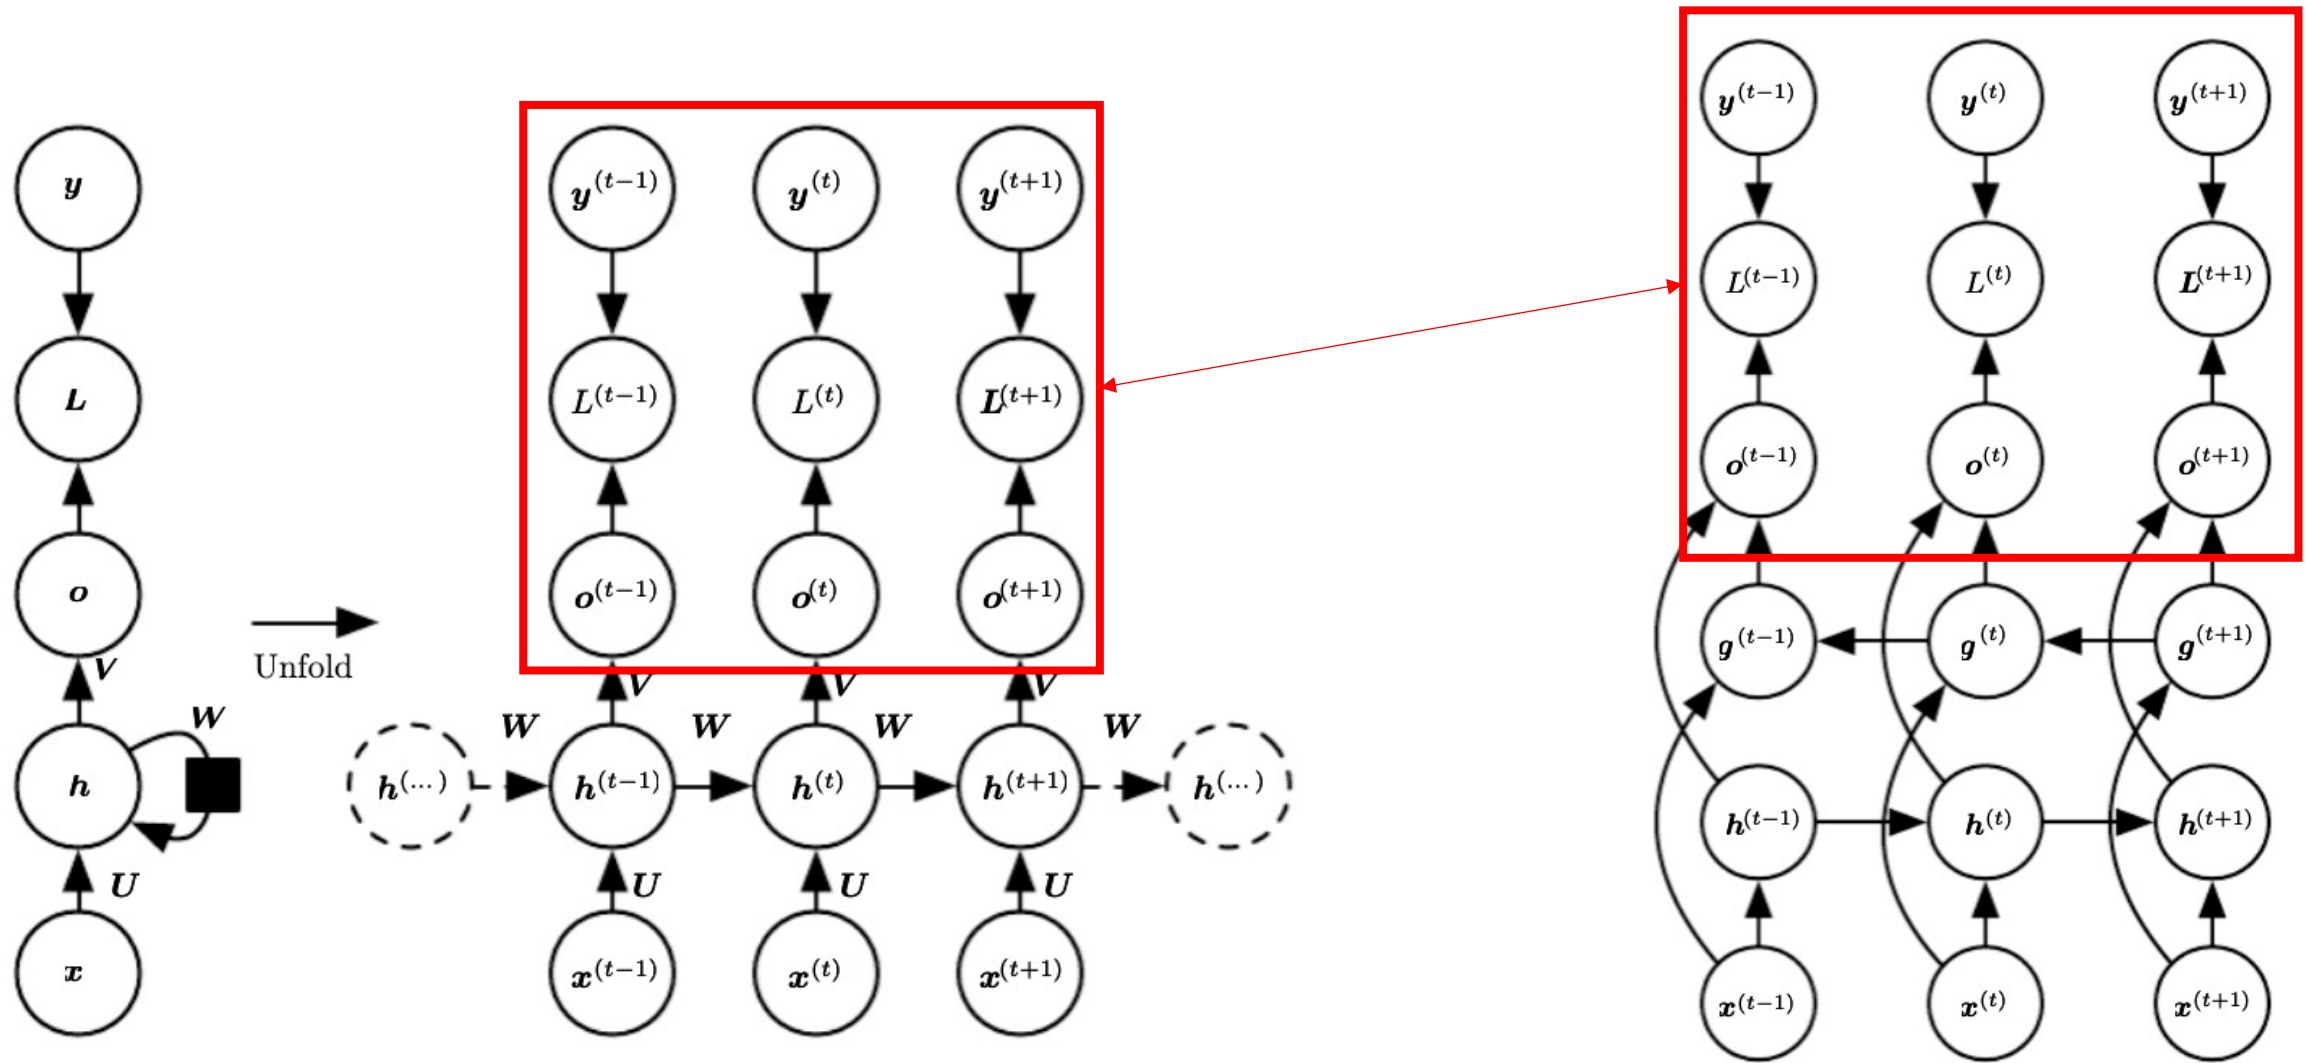 y
L
o
V
h
W
U
x
Unfold
y^(t−1) y^(t) y^(t+1)
L^(t−1) L^(t) L^(t+1)
o^(t−1) o^(t) o^(t+1)
V V V
W W W W
h^(...) h^(t−1) h^(t) h^(t+1) h^(...)
U U U
x^(t−1) x^(t) x^(t+1)
y^(t−1) y^(t) y^(t+1)
L^(t−1) L^(t) L^(t+1)
o^(t−1) o^(t) o^(t+1)
g^(t−1) g^(t) g^(t+1)
h^(t−1) h^(t) h^(t+1)
x^(t−1) x^(t) x^(t+1)